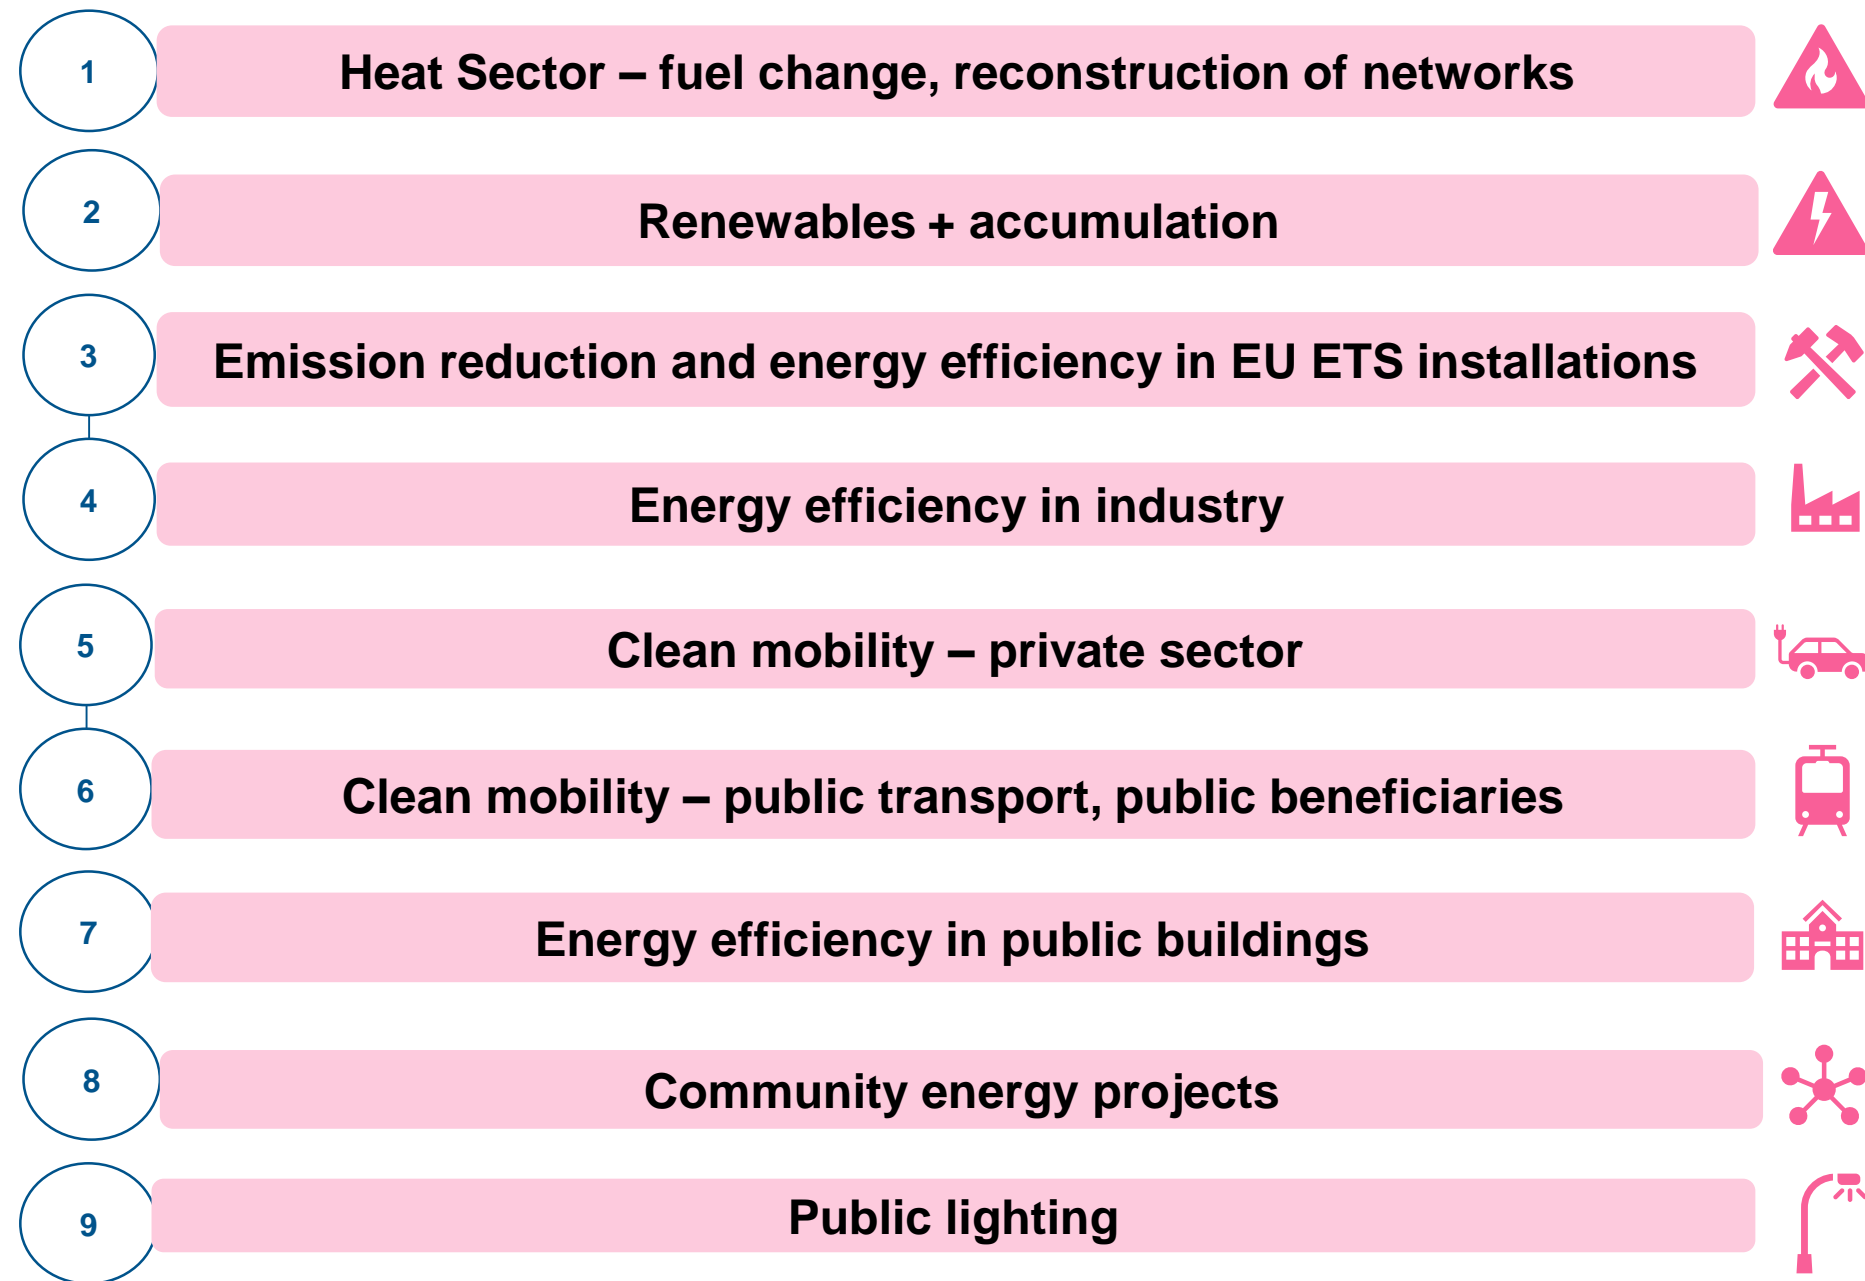 1
Heat Sector – fuel change, reconstruction of networks
2
Renewables + accumulation
3
Emission reduction and energy efficiency in EU ETS installations
4
Energy efficiency in industry
5
Clean mobility – private sector
6
Clean mobility – public transport, public beneficiaries
7
Energy efficiency in public buildings
8
Community energy projects
9
Public lighting